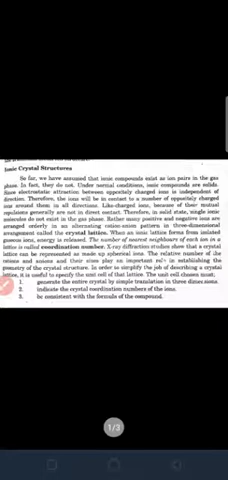 Ionic Crystal Structures
So far, we have assumed that ionic compounds exist as ion pairs in the gas
phase. In fact, they do not. Under normal conditions, ionic compounds are solids.
Since electrostatic attraction between oppositely charged ions is independent of
direction. Therefore, the ions will be in contact to a number of oppositely charged
ions around them in all directions. Like-charged ions, because of their mutual
repulsions generally are not in direct contact. Therefore, in solid state, single ionic
molecules do not exist in the gas phase. Rather many positive and negative ions are
arranged orderly in an alternating cation-anion pattern in three-dimensional
arrangement called the crystal lattice. When an ionic lattice forms from isolated
gaseous ions, energy is released. The number of nearest neighbours of each ion in a
lattice is called coordination number. X-ray diffraction studies show that a crystal
lattice can be represented as made up spherical ions. The relative number of the
cations and anions and their sizes play an important role in establishing the
geometry of the crystal structure. In order to simplify the job of describing a crystal
lattice, it is useful to specify the unit cell of that lattice. The unit cell chosen must:
1. generate the entire crystal by simple translation in three dimensions.
2. indicate the crystal coordination numbers of the ions.
3. be consistent with the formula of the compound.
1/3